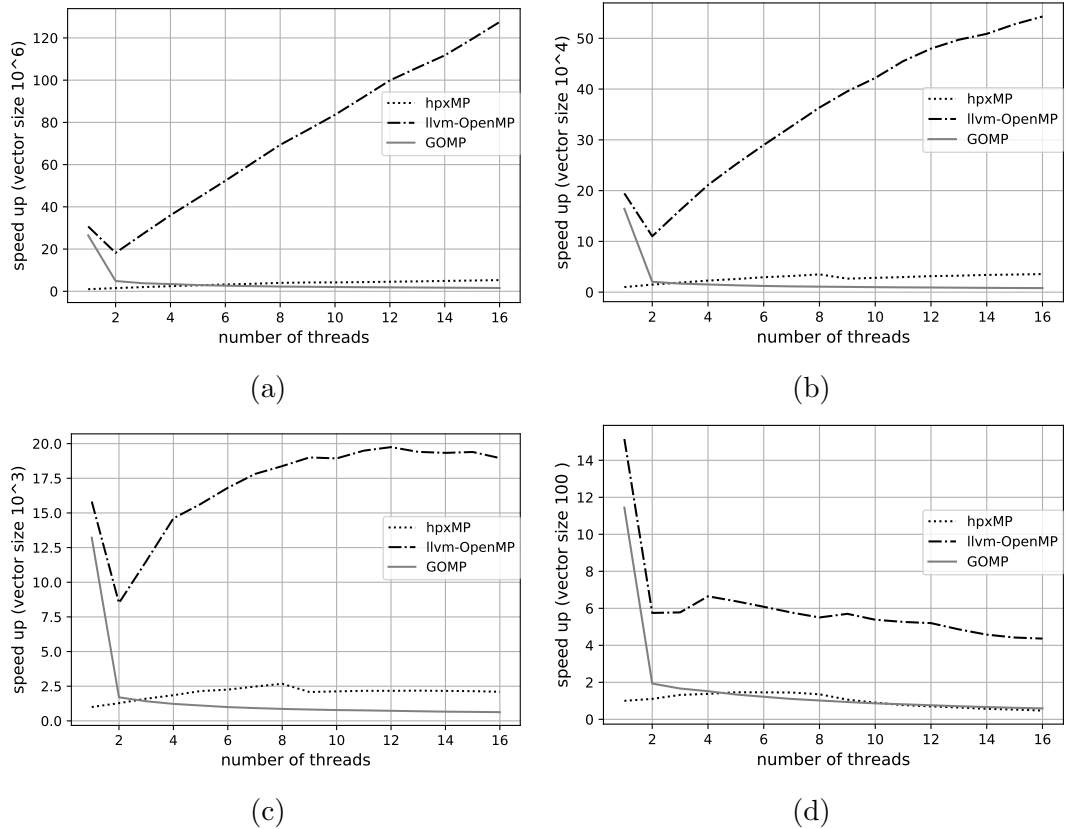 speed up (vector size 10^6)
120
100
80
60
40
20
0
hpxMP
llvm-OpenMP
GOMP
2 4 6 8 10 12 14 16
number of threads
(a)
speed up (vector size 10^4)
50
40
30
20
10
0
hpxMP
llvm-OpenMP
GOMP
2 4 6 8 10 12 14 16
number of threads
(b)
speed up (vector size 10^3)
20.0
17.5
15.0
12.5
10.0
7.5
5.0
2.5
0.0
hpxMP
llvm-OpenMP
GOMP
2 4 6 8 10 12 14 16
number of threads
(c)
speed up (vector size 100 )
14
12
10
8
6
4
2
0
hpxMP
llvm-OpenMP
GOMP
2 4 6 8 10 12 14 16
number of threads
(d)